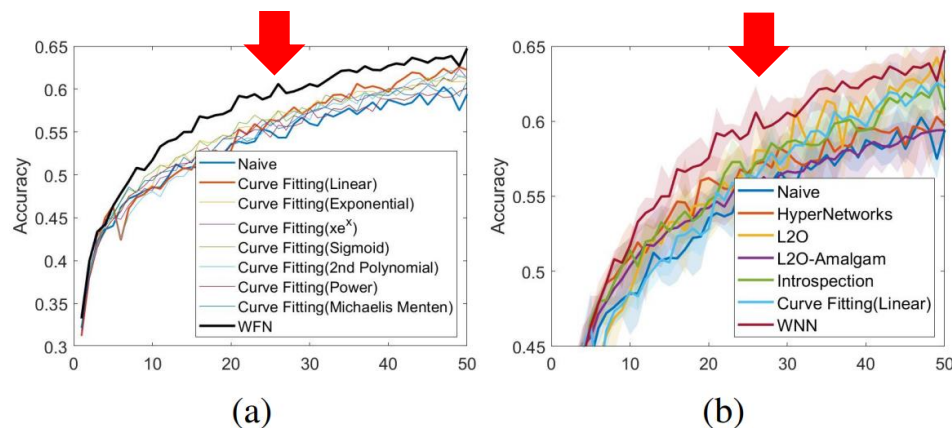 0.65
0.6
0.55
0.5
0.45
0.4
0.35
0.3
Accuracy
0 10 20 30 40 50
Naive
Curve Fitting(Linear)
Curve Fitting(Exponential)
Curve Fitting(xeˣ)
Curve Fitting(Sigmoid)
Curve Fitting(2nd Polynomial)
Curve Fitting(Power)
Curve Fitting(Michaelis Menten)
WFN
(a)
0.65
0.6
0.55
0.5
0.45
Accuracy
0 10 20 30 40 50
Naive
HyperNetworks
L2O
L2O-Amalgam
Introspection
Curve Fitting(Linear)
WNN
(b)